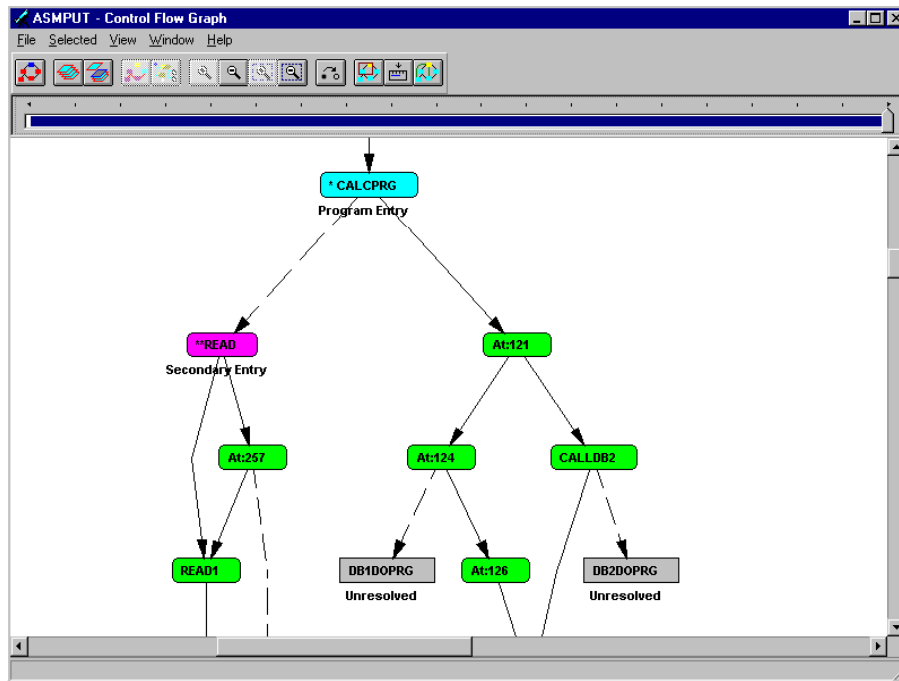 ASMPUT - Control Flow Graph
File Selected View Window Help
* CALCPRG
Program Entry
**READ
Secondary Entry
At:121
At:257
At:124
CALLDB2
READ1
DB1DOPRG
Unresolved
At:126
DB2DOPRG
Unresolved